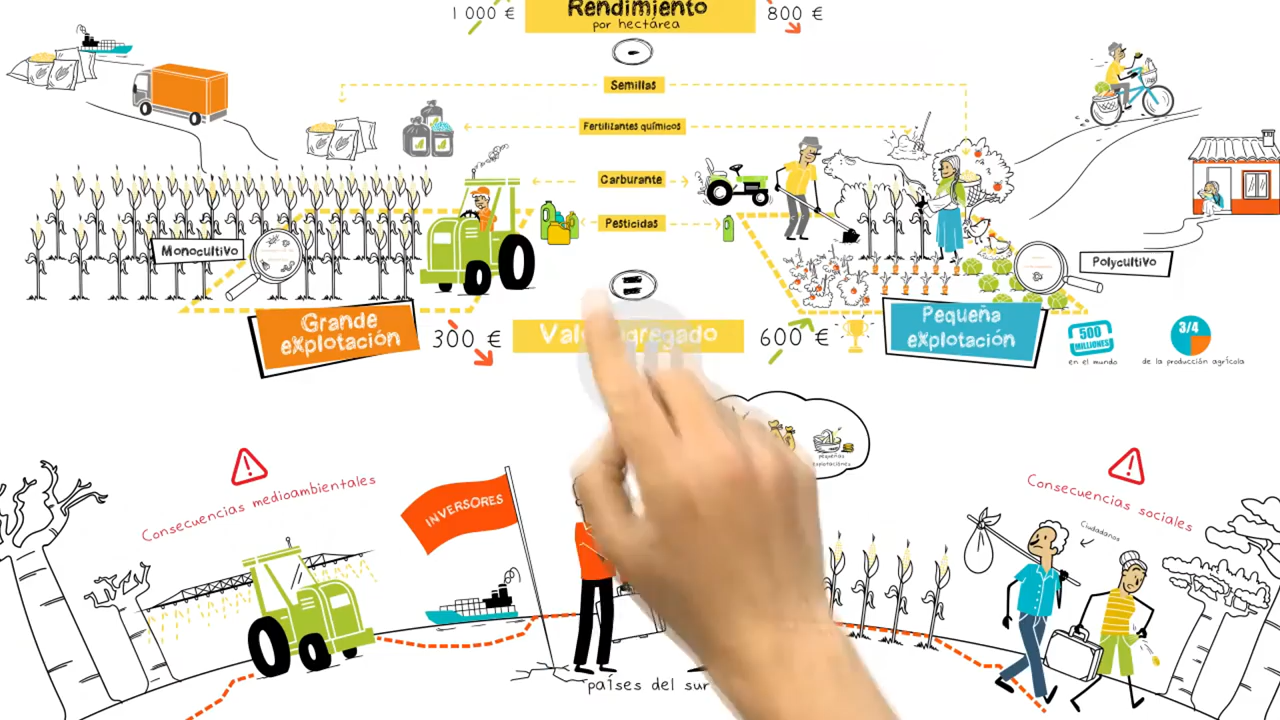 Rendimiento
por hectárea
1 000 €
800 €
Semillas
Fertilizantes químicos
Carburante
Pesticidas
Monocultivo
Polycultivo
Grande
explotación
300 €
600 €
Pequeña
explotación
500
MILLIONES
en el mundo
3/4
de la producción agrícola
pequeñas
explotaciones
Consecuencias medioambientales
INVERSORES
Consecuencias sociales
Ciudadanos
países del sur